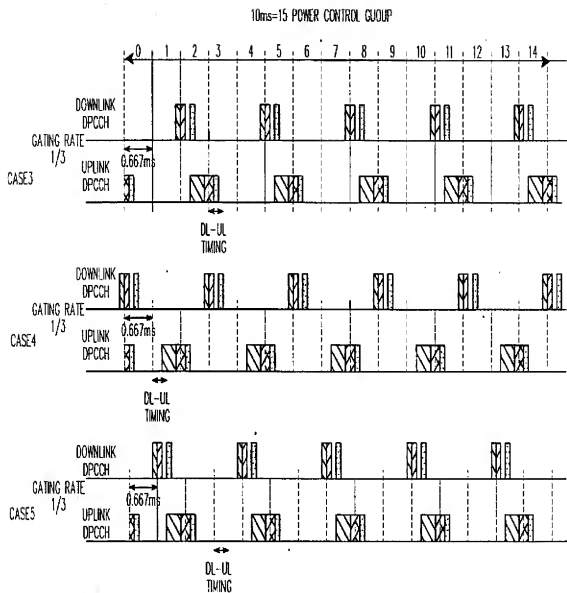 10ms=15 POWER CONTROL GUOUP
0 1 2 3 4 5 6 7 8 9 10 11 12 13 14
DOWNLINK
DPCCH
GATING RATE
1/3
0.667ms
CASE3
UPLINK
DPCCH
DL-UL
TIMING
DOWNLINK
DPCCH
GATING RATE
1/3
0.667ms
CASE4
UPLINK
DPCCH
DL-UL
TIMING
DOWNLINK
DPCCH
GATING RATE
1/3
0.667ms
CASE5
UPLINK
DPCCH
DL-UL
TIMING